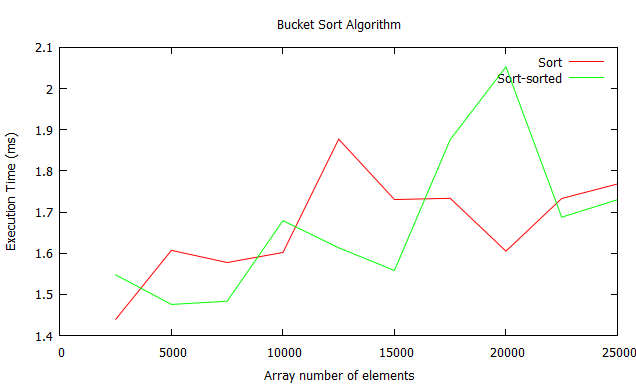 Bucket Sort Algorithm
2.1
2
1.9
1.8
1.7
1.6
1.5
1.4
0 5000 10000 15000 20000 25000
Execution Time (ms)
Array number of elements
Sort
Sort-sorted